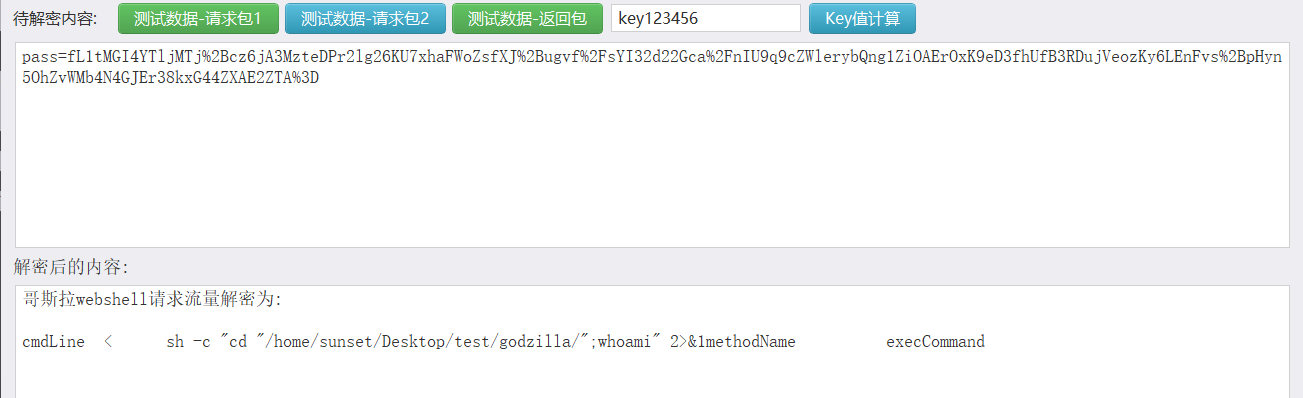 待解密内容: 测试数据-请求包1 测试数据-请求包2 测试数据-返回包 key123456 Key值计算
pass=fL1tMGI4YTljMTj%2Bcz6jA3MzteDPr2lg26KU7xhaFWoZsfXJ%2Bugvf%2FsYI32d22Gca%2FnIU9q9cZWlerybQng1ZiOAErOxK9eD3fhUfB3RDujVeozKy6LEnFvs%2BpHyn
5OhZvWMb4N4GJEr38kxG44ZXAE2ZTA%3D
解密后的内容:
哥斯拉webshell请求流量解密为:
cmdLine < sh -c "cd "/home/sunset/Desktop/test/godzilla/";whoami" 2>&1methodName execCommand